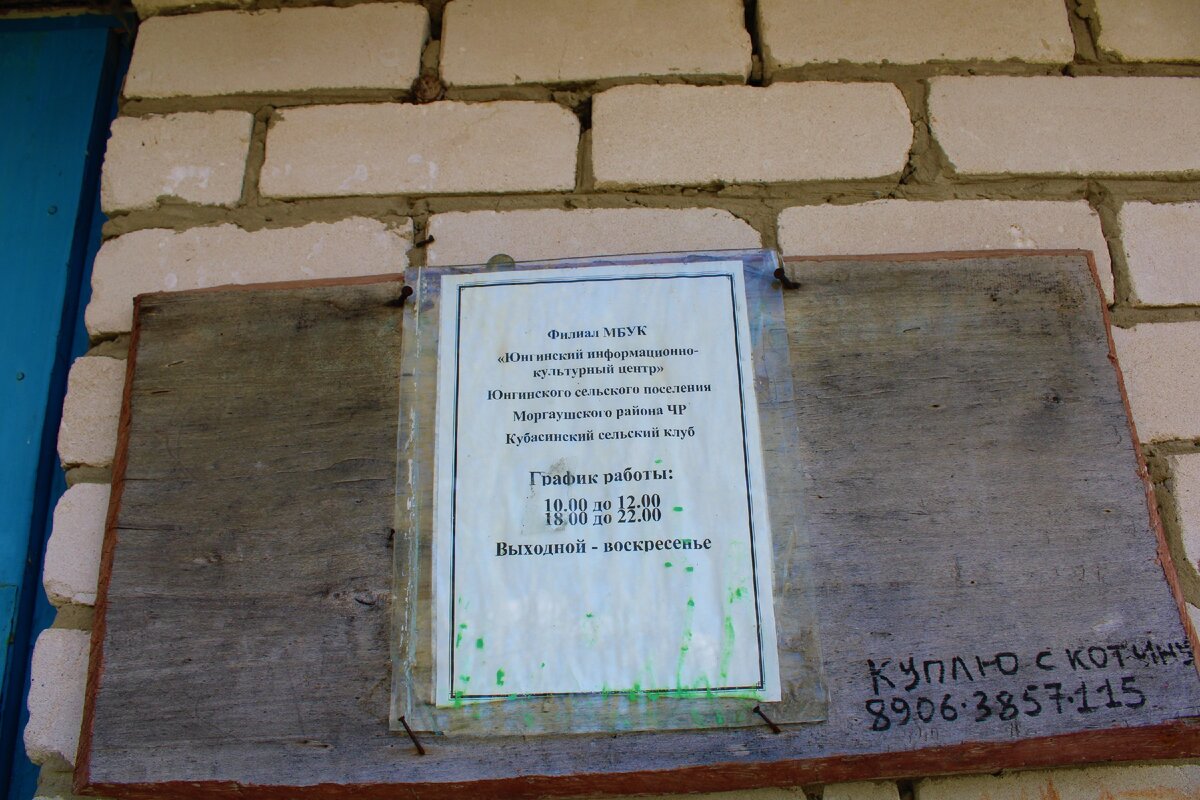 Филиал МБУК
«Юнгинский информационно-
культурный центр»
Юнгинского сельского поселения
Моргаушского района ЧР
Кубасинский сельский клуб
График работы:
10.00 до 12.00
18.00 до 22.00
Выходной - воскресенье
КУПЛЮ С КОТИНУ
8906·3857·115